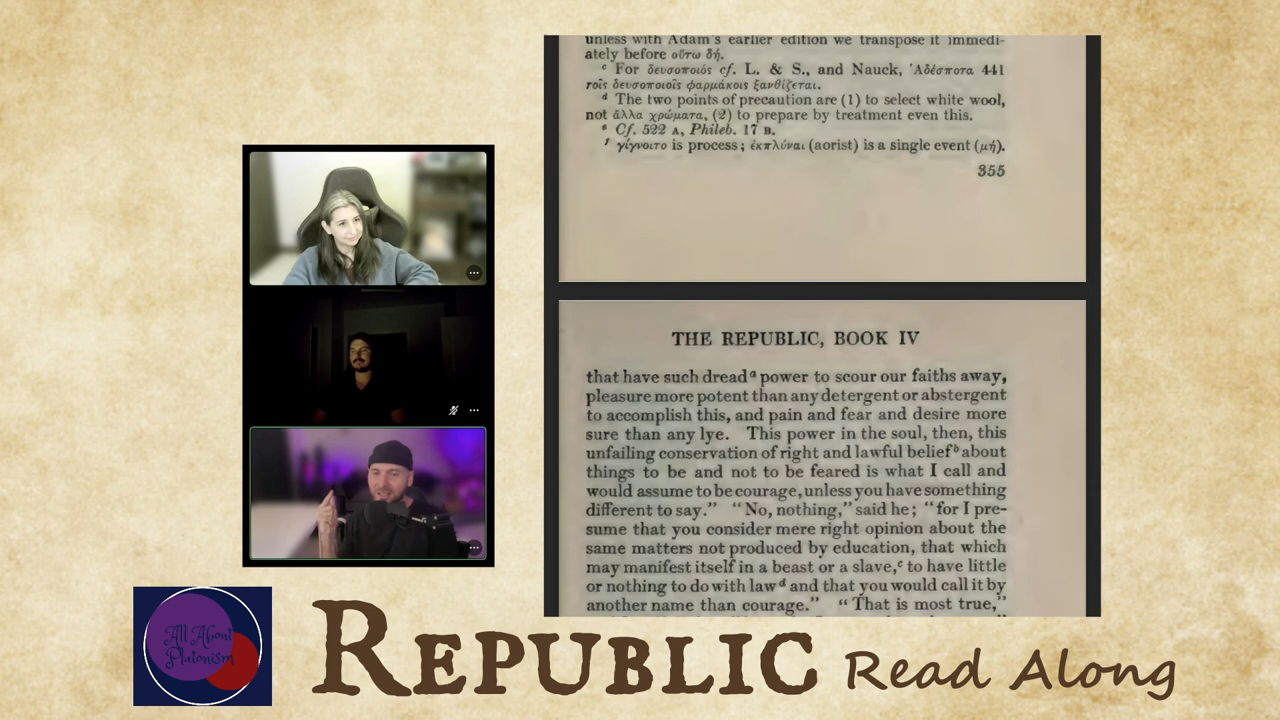 unless with Adam's earlier edition we transpose it immedi-
ately before οὕτω δή.
c For δευσοποιός cf. L. & S., and Nauck, Ἀδέσποτα 441
τοῖς δευσοποιοῖς φαρμάκοις ξανθίζεται.
d The two points of precaution are (1) to select white wool,
not ἄλλα χρώματα, (2) to prepare by treatment even this.
e Cf. 522 A, Phileb. 17 B.
f γίγνοιτο is process; ἐκπλύναι (aorist) is a single event (μή).
355
THE REPUBLIC, BOOK IV
that have such dread a power to scour our faiths away,
pleasure more potent than any detergent or abstergent
to accomplish this, and pain and fear and desire more
sure than any lye. This power in the soul, then, this
unfailing conservation of right and lawful belief b about
things to be and not to be feared is what I call and
would assume to be courage, unless you have something
different to say.” “No, nothing,” said he; “for I pre-
sume that you consider mere right opinion about the
same matters not produced by education, that which
may manifest itself in a beast or a slave, c to have little
or nothing to do with law d and that you would call it by
another name than courage.” “That is most true,”
All About
Platonism
REPUBLIC Read Along